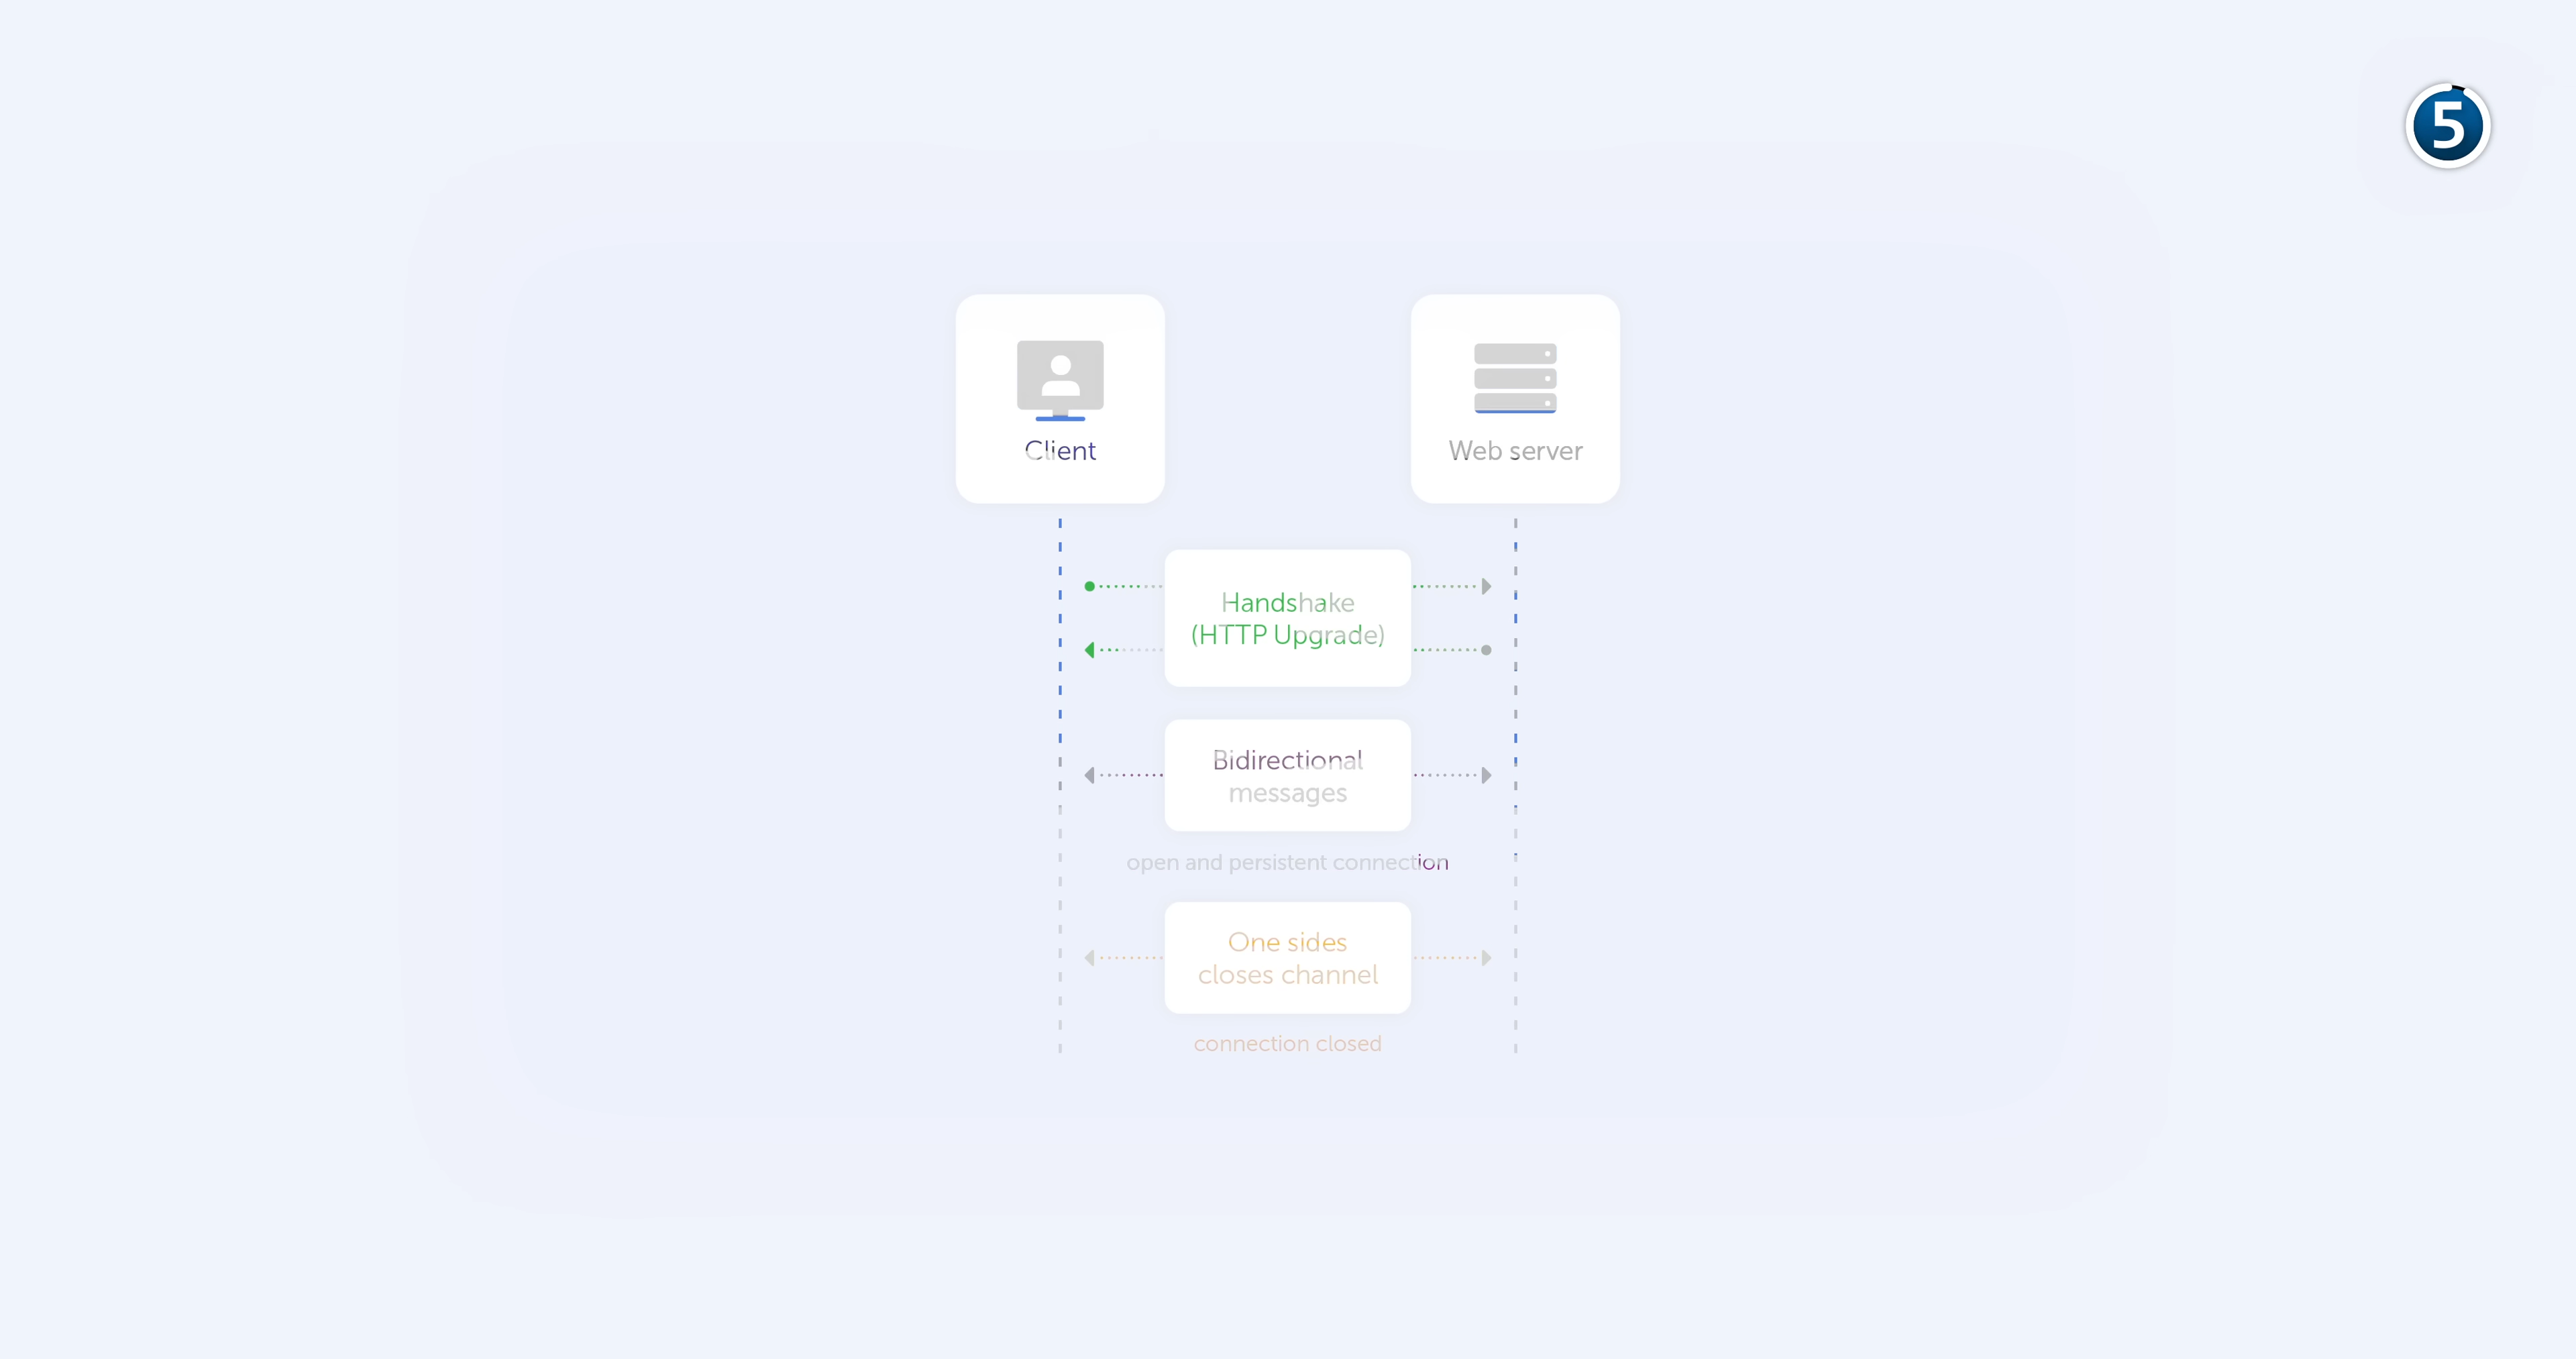 5
Client
Web server
Handshake
(HTTP Upgrade)
Bidirectional
messages
open and persistent connection
One sides
closes channel
connection closed